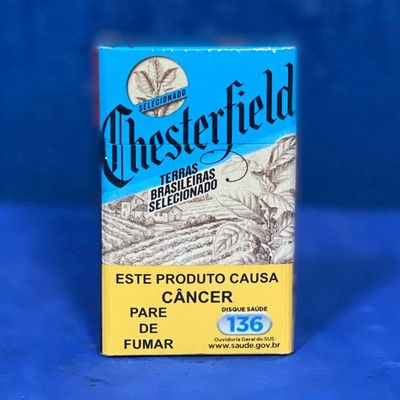 SELECIONADO
Chesterfield
TERRAS
BRASILEIRAS
SELECIONADO
ESTE PRODUTO CAUSA
CÂNCER
PARE
DE
FUMAR
DISQUE SAÚDE
136
Ouvidoria Geral do SUS
www.saude.gov.br